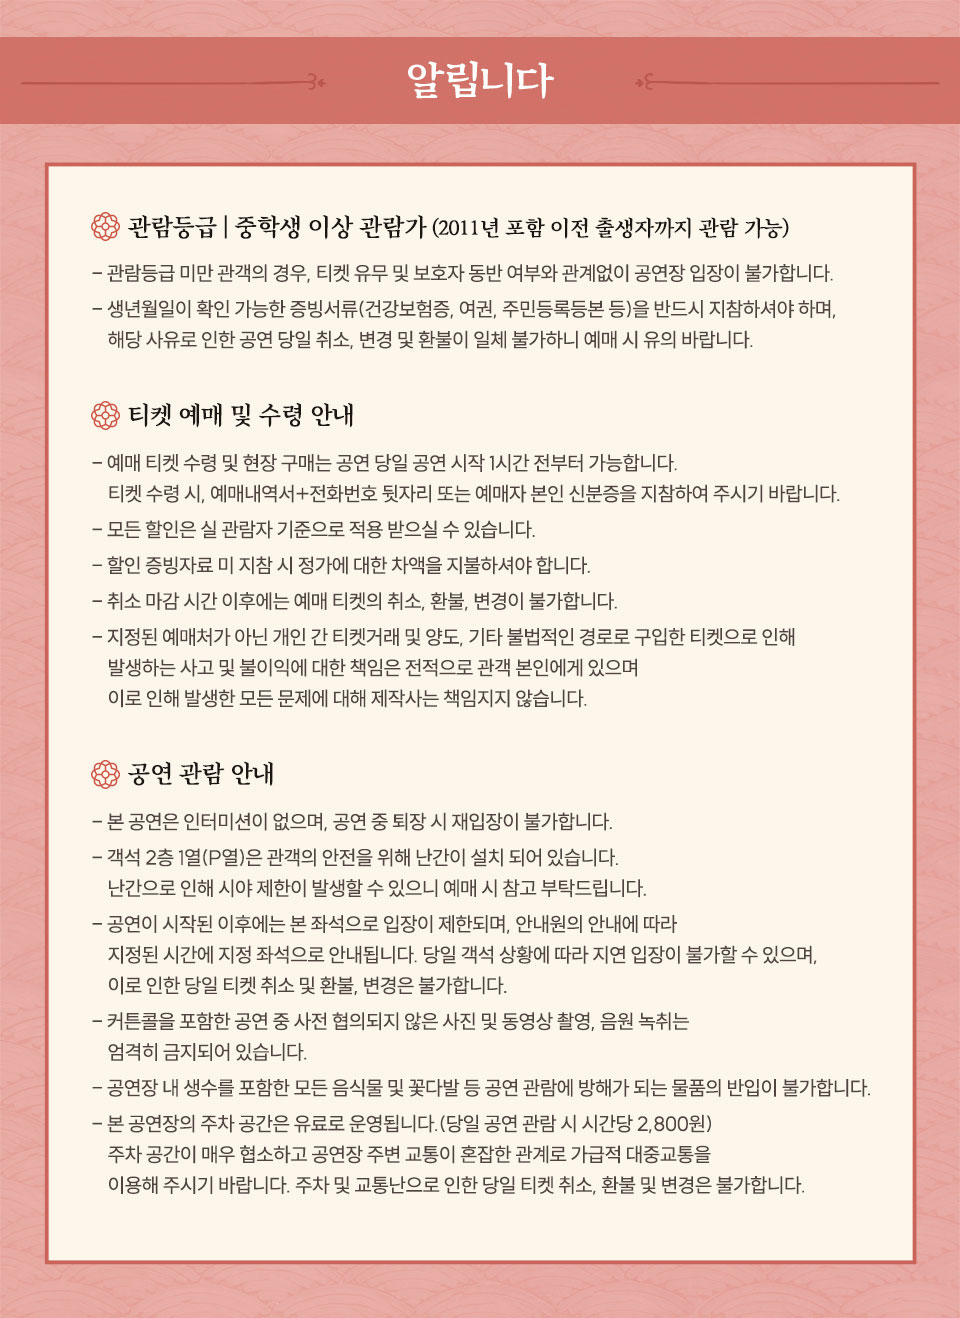 알립니다
관람등급 | 중학생 이상 관람가 (2011년 포함 이전 출생자까지 관람 가능)
– 관람등급 미만 관객의 경우, 티켓 유무 및 보호자 동반 여부와 관계없이 공연장 입장이 불가합니다.
– 생년월일이 확인 가능한 증빙서류(건강보험증, 여권, 주민등록등본 등)을 반드시 지참하셔야 하며,
해당 사유로 인한 공연 당일 취소, 변경 및 환불이 일체 불가하니 예매 시 유의 바랍니다.
티켓 예매 및 수령 안내
– 예매 티켓 수령 및 현장 구매는 공연 당일 공연 시작 1시간 전부터 가능합니다.
티켓 수령 시, 예매내역서+전화번호 뒷자리 또는 예매자 본인 신분증을 지참하여 주시기 바랍니다.
– 모든 할인은 실 관람자 기준으로 적용 받으실 수 있습니다.
– 할인 증빙자료 미 지참 시 정가에 대한 차액을 지불하셔야 합니다.
– 취소 마감 시간 이후에는 예매 티켓의 취소, 환불, 변경이 불가합니다.
– 지정된 예매처가 아닌 개인 간 티켓거래 및 양도, 기타 불법적인 경로로 구입한 티켓으로 인해
발생하는 사고 및 불이익에 대한 책임은 전적으로 관객 본인에게 있으며
이로 인해 발생한 모든 문제에 대해 제작사는 책임지지 않습니다.
공연 관람 안내
– 본 공연은 인터미션이 없으며, 공연 중 퇴장 시 재입장이 불가합니다.
– 객석 2층 1열(P열)은 관객의 안전을 위해 난간이 설치 되어 있습니다.
난간으로 인해 시야 제한이 발생할 수 있으니 예매 시 참고 부탁드립니다.
– 공연이 시작된 이후에는 본 좌석으로 입장이 제한되며, 안내원의 안내에 따라
지정된 시간에 지정 좌석으로 안내됩니다. 당일 객석 상황에 따라 지연 입장이 불가할 수 있으며,
이로 인한 당일 티켓 취소 및 환불, 변경은 불가합니다.
– 커튼콜을 포함한 공연 중 사전 협의되지 않은 사진 및 동영상 촬영, 음원 녹취는
엄격히 금지되어 있습니다.
– 공연장 내 생수를 포함한 모든 음식물 및 꽃다발 등 공연 관람에 방해가 되는 물품의 반입이 불가합니다.
– 본 공연장의 주차 공간은 유료로 운영됩니다.(당일 공연 관람 시 시간당 2,800원)
주차 공간이 매우 협소하고 공연장 주변 교통이 혼잡한 관계로 가급적 대중교통을
이용해 주시기 바랍니다. 주차 및 교통난으로 인한 당일 티켓 취소, 환불 및 변경은 불가합니다.